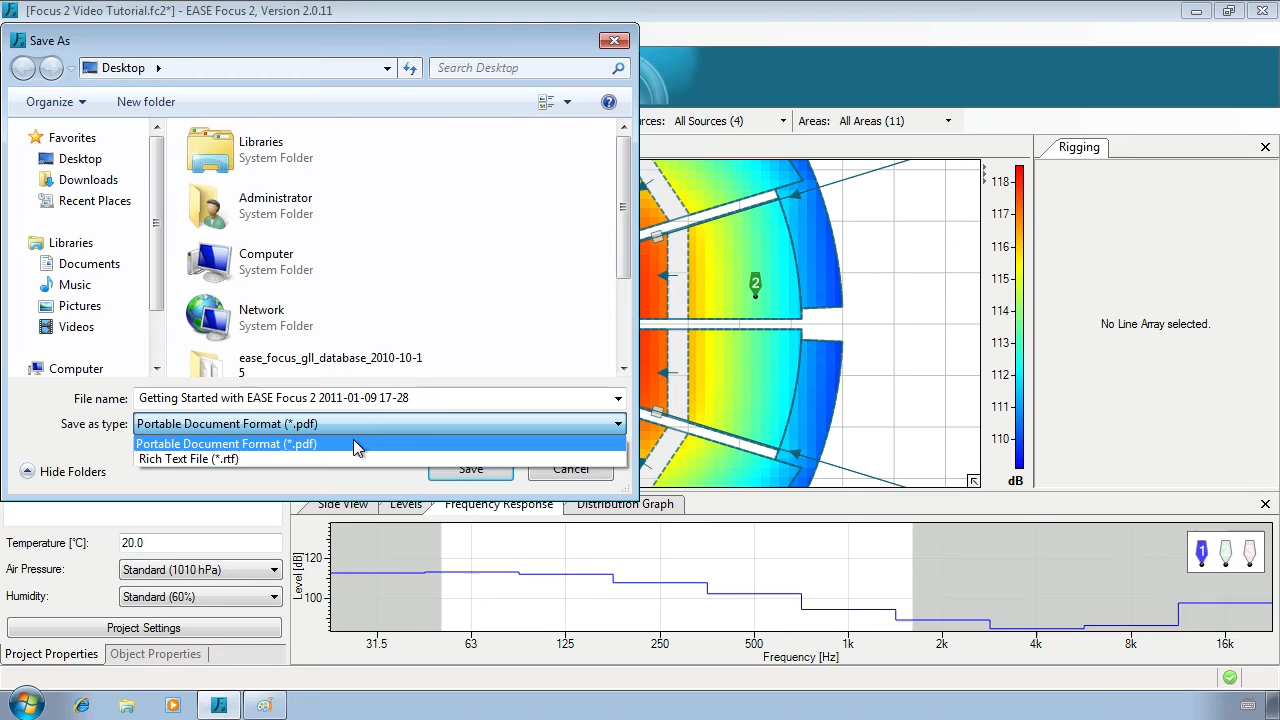 [Focus 2 Video Tutorial.fc2*] - EASE Focus 2, Version 2.0.11
Save As
Desktop
Search Desktop
Organize
New folder
Favorites
Desktop
Downloads
Recent Places
Libraries
Documents
Music
Pictures
Videos
Computer
Libraries
System Folder
Administrator
System Folder
Computer
System Folder
Network
System Folder
ease_focus_gll_database_2010-10-1
5
File name:
Getting Started with EASE Focus 2 2011-01-09 17-28
Save as type:
Portable Document Format (*.pdf)
Portable Document Format (*.pdf)
Rich Text File (*.rtf)
Hide Folders
Save
Cancel
All Sources (4)
Areas:
All Areas (11)
Rigging
No Line Array selected.
2
118
117
116
115
114
113
112
111
110
dB
Side View
Levels
Frequency Response
Distribution Graph
Temperature [°C]:
20.0
Air Pressure:
Standard (1010 hPa)
Humidity:
Standard (60%)
Project Settings
Project Properties
Object Properties
Level [dB]
120
100
1
31.5
63
125
250
500
1k
2k
4k
8k
16k
Frequency [Hz]